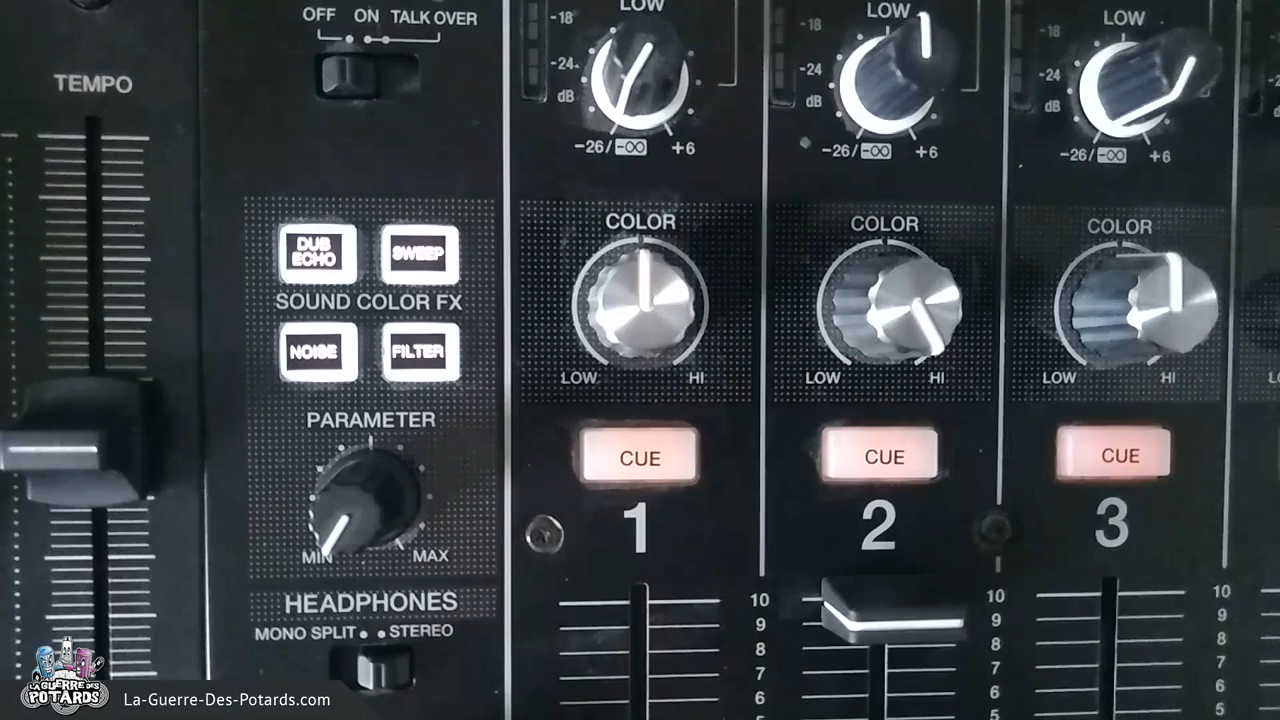 OFF ON TALK OVER
TEMPO
LOW
-18
-24
dB
-26/-∞ +6
LOW
-18
-24
dB
-26/-∞ +6
LOW
-18
-24
dB
-26/-∞ +6
DUB ECHO
SWEEP
SOUND COLOR FX
NOISE
FILTER
PARAMETER
MIN MAX
HEADPHONES
MONO SPLIT STEREO
COLOR
LOW HI
CUE
1
10
9
8
7
6
5
COLOR
LOW HI
CUE
2
10
9
8
7
6
5
COLOR
LOW HI
CUE
3
10
9
8
7
6
5
LA GUERRE DES
POTARDS
La-Guerre-Des-Potards.com